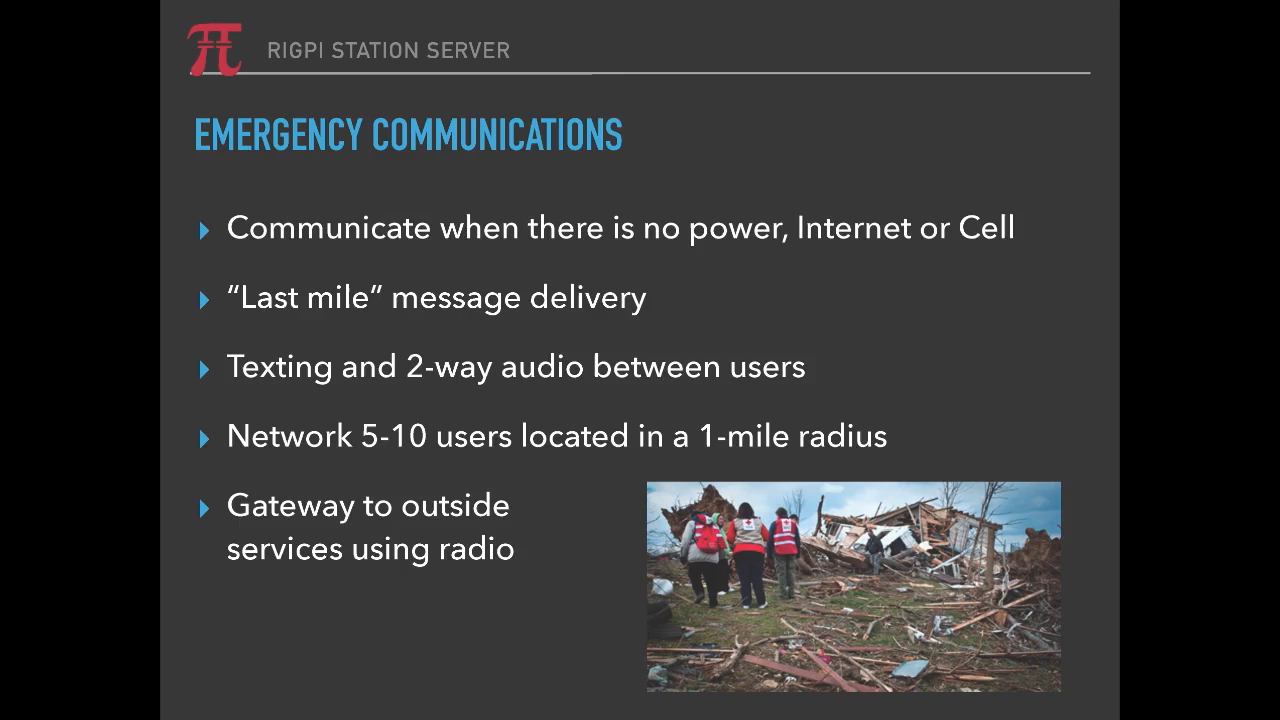 RIGPI STATION SERVER
EMERGENCY COMMUNICATIONS
Communicate when there is no power, Internet or Cell
“Last mile” message delivery
Texting and 2-way audio between users
Network 5-10 users located in a 1-mile radius
Gateway to outside
services using radio